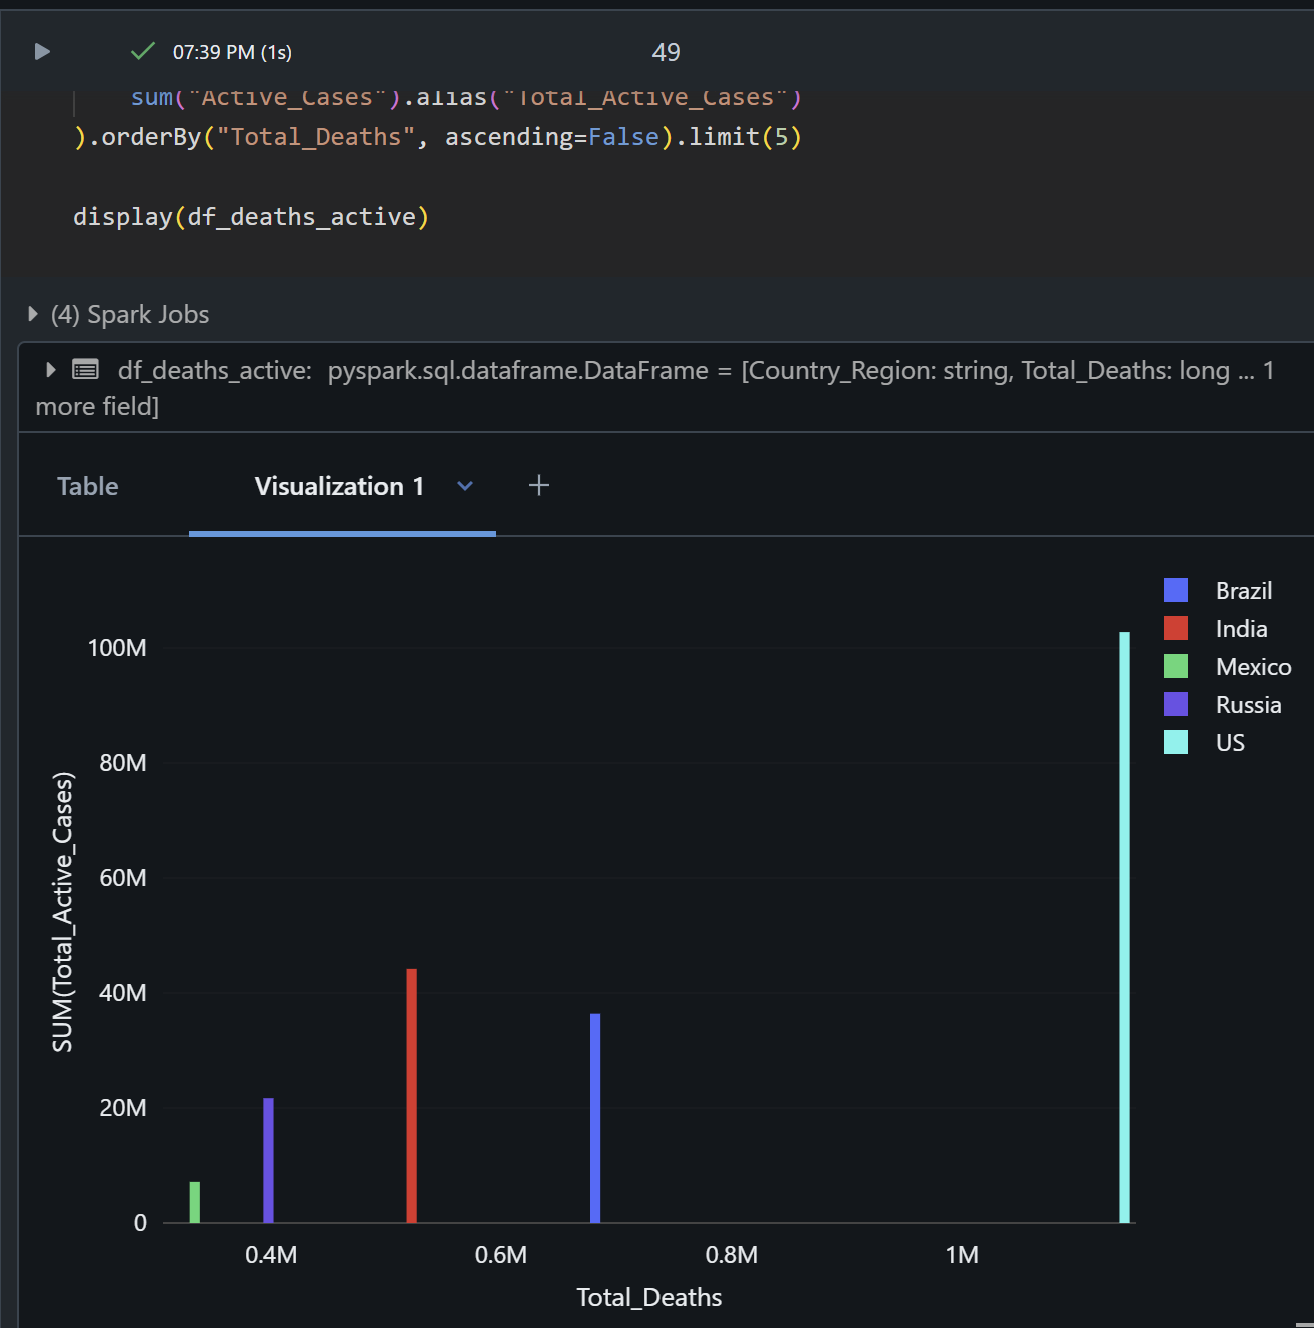 07:39 PM (1s)
49
sum("Active_Cases").alias("Total_Active_Cases")
).orderBy("Total_Deaths", ascending=False).limit(5)
display(df_deaths_active)
(4) Spark Jobs
df_deaths_active: pyspark.sql.dataframe.DataFrame = [Country_Region: string, Total_Deaths: long ... 1
more field]
Table
Visualization 1
+
Brazil
India
Mexico
Russia
US
SUM(Total_Active_Cases)
100M
80M
60M
40M
20M
0
0.4M
0.6M
0.8M
1M
Total_Deaths